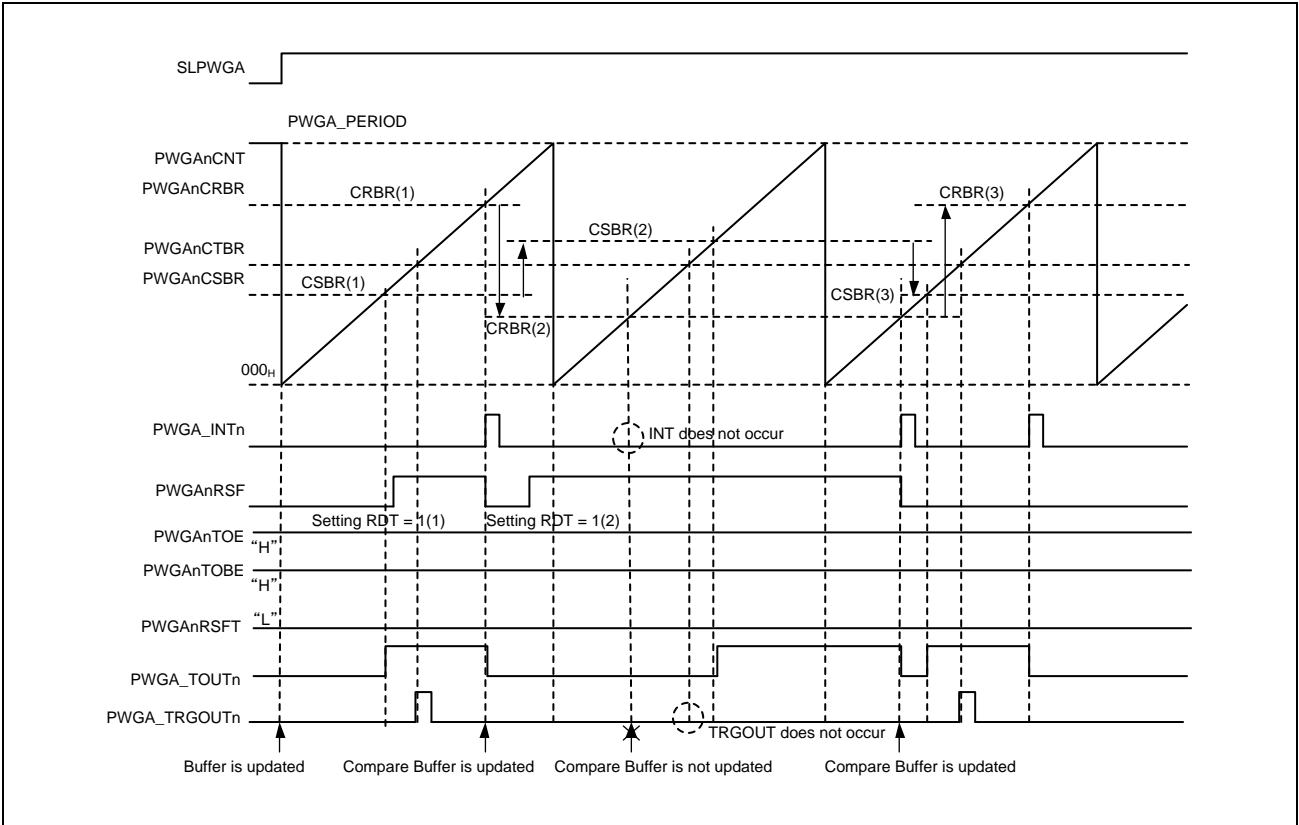 SLPWGA
PWGA_PERIOD
PWGAnCNT
PWGAnCRBR
CRBR(1)
CRBR(3)
CSBR(2)
PWGAnCTBR
PWGAnCSBR
CSBR(1)
CSBR(3)
CRBR(2)
000H
PWGA_INTn
INT does not occur
PWGAnRSF
Setting RDT = 1(1)
Setting RDT = 1(2)
PWGAnTOE
“H”
PWGAnTOBE
“H”
“L”
PWGAnRSFT
PWGA_TOUTn
PWGA_TRGOUTn
TRGOUT does not occur
Buffer is updated
Compare Buffer is updated
Compare Buffer is not updated
Compare Buffer is updated